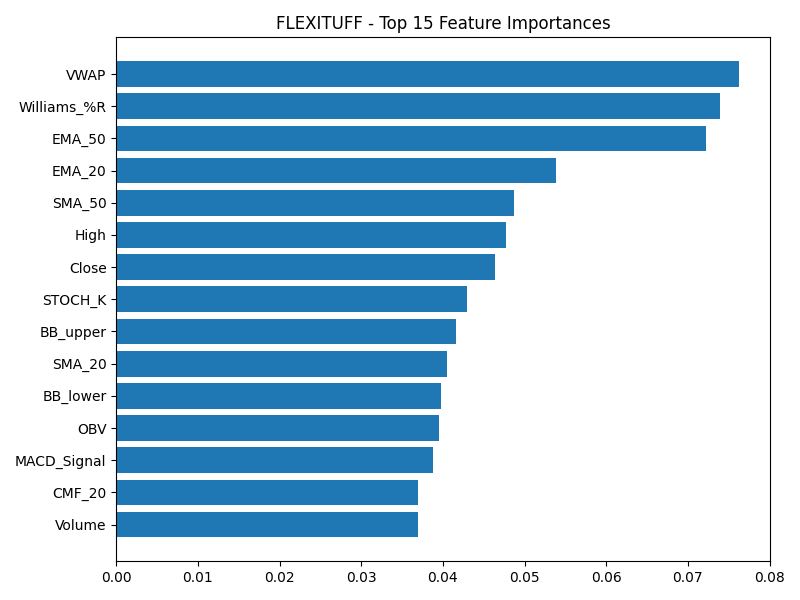 FLEXITUFF - Top 15 Feature Importances
VWAP
Williams_%R
EMA_50
EMA_20
SMA_50
High
Close
STOCH_K
BB_upper
SMA_20
BB_lower
OBV
MACD_Signal
CMF_20
Volume
0.00 0.01 0.02 0.03 0.04 0.05 0.06 0.07 0.08